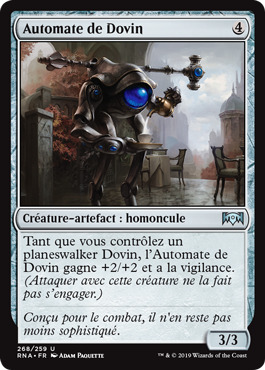 Automate de Dovin 4
Créature-artefact : homoncule
Tant que vous contrôlez un
planeswalker Dovin, l'Automate de
Dovin gagne +2/+2 et a la vigilance.
(Attaquer avec cette créature ne la fait
pas s'engager.)
Conçu pour le combat, il n'en reste pas
moins sophistiqué.
3/3
268/259 U
RNA • FR Adam Paquette
™ & © 2019 Wizards of the Coast